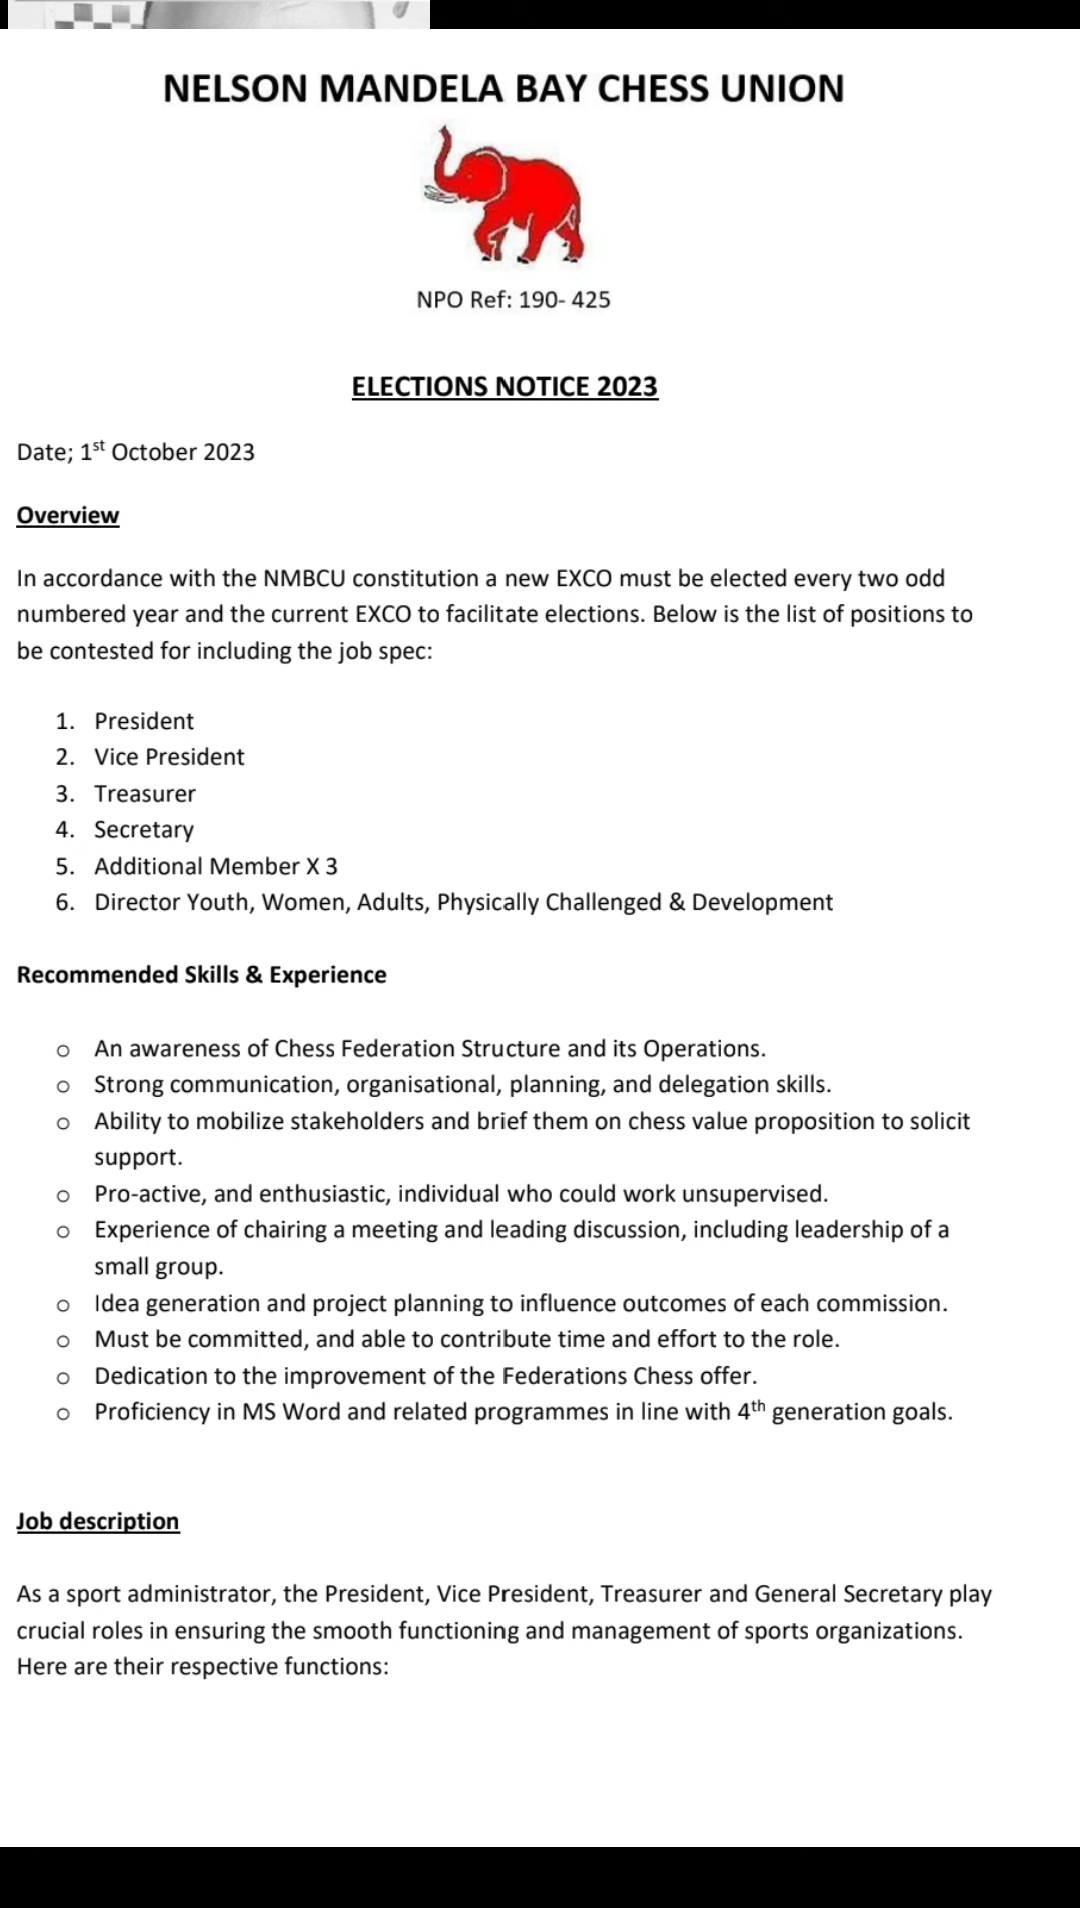 NELSON MANDELA BAY CHESS UNION
NPO Ref: 190- 425
ELECTIONS NOTICE 2023
Date; 1st October 2023
Overview
In accordance with the NMBCU constitution a new EXCO must be elected every two odd
numbered year and the current EXCO to facilitate elections. Below is the list of positions to
be contested for including the job spec:
1. President
2. Vice President
3. Treasurer
4. Secretary
5. Additional Member X 3
6. Director Youth, Women, Adults, Physically Challenged & Development
Recommended Skills & Experience
o An awareness of Chess Federation Structure and its Operations.
o Strong communication, organisational, planning, and delegation skills.
o Ability to mobilize stakeholders and brief them on chess value proposition to solicit
support.
o Pro-active, and enthusiastic, individual who could work unsupervised.
o Experience of chairing a meeting and leading discussion, including leadership of a
small group.
o Idea generation and project planning to influence outcomes of each commission.
o Must be committed, and able to contribute time and effort to the role.
o Dedication to the improvement of the Federations Chess offer.
o Proficiency in MS Word and related programmes in line with 4th generation goals.
Job description
As a sport administrator, the President, Vice President, Treasurer and General Secretary play
crucial roles in ensuring the smooth functioning and management of sports organizations.
Here are their respective functions: